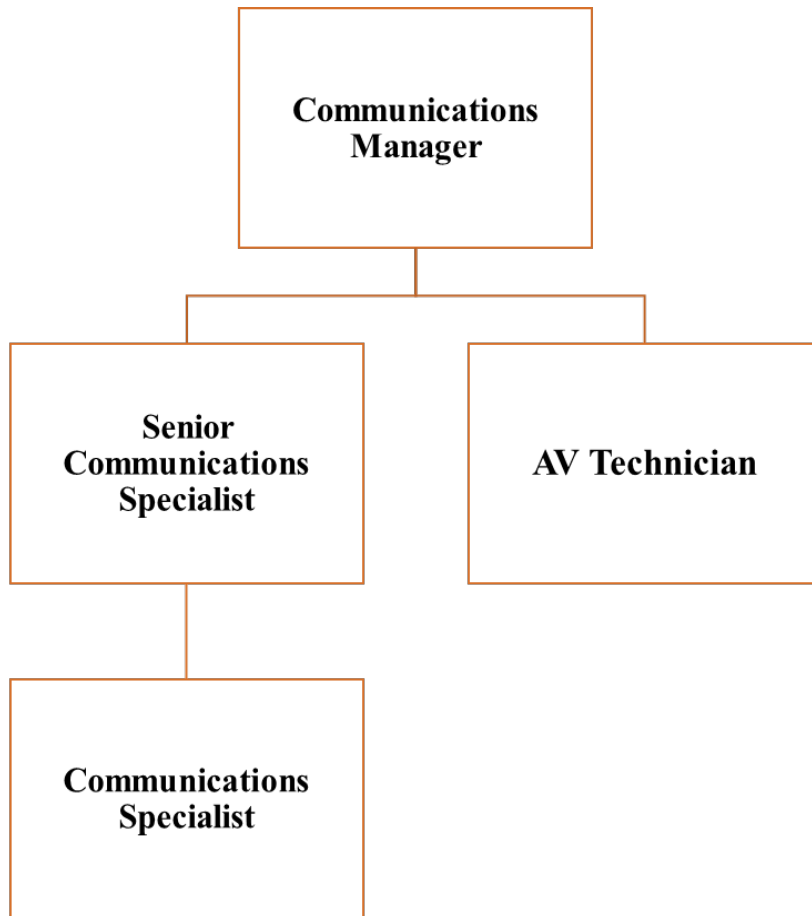 Communications
Manager
Senior
Communications
Specialist
AV Technician
Communications
Specialist